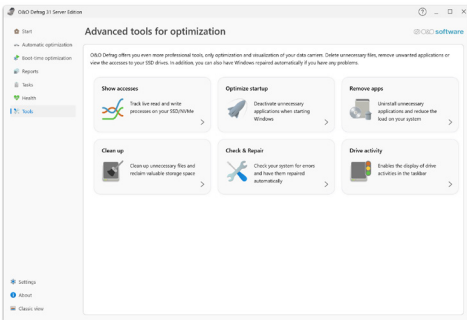 O&O Defrag 31 Server Edition
Start
Automatic optimization
Boot-time optimization
Reports
Tasks
Health
Tools
Settings
About
Classic view
Advanced tools for optimization
O&O software
O&O Defrag offers you even more professional tools, only optimization and visualization of your data carriers. Delete unnecessary files, remove unwanted applications or
view the accesses to your SSD drives. In addition, you can also have Windows repaired automatically if you have any problems.
Show accesses
Track live read and write
processes on your SSD/NVMe
Optimize startup
Deactivate unnecessary
applications when starting
Windows
Remove apps
Uninstall unnecessary
applications and reduce the
load on your system
Clean up
Clean up unnecessary files and
reclaim valuable storage space
Check & Repair
Check your system for errors
and have them repaired
automatically
Drive activity
Enables the display of drive
activities in the taskbar